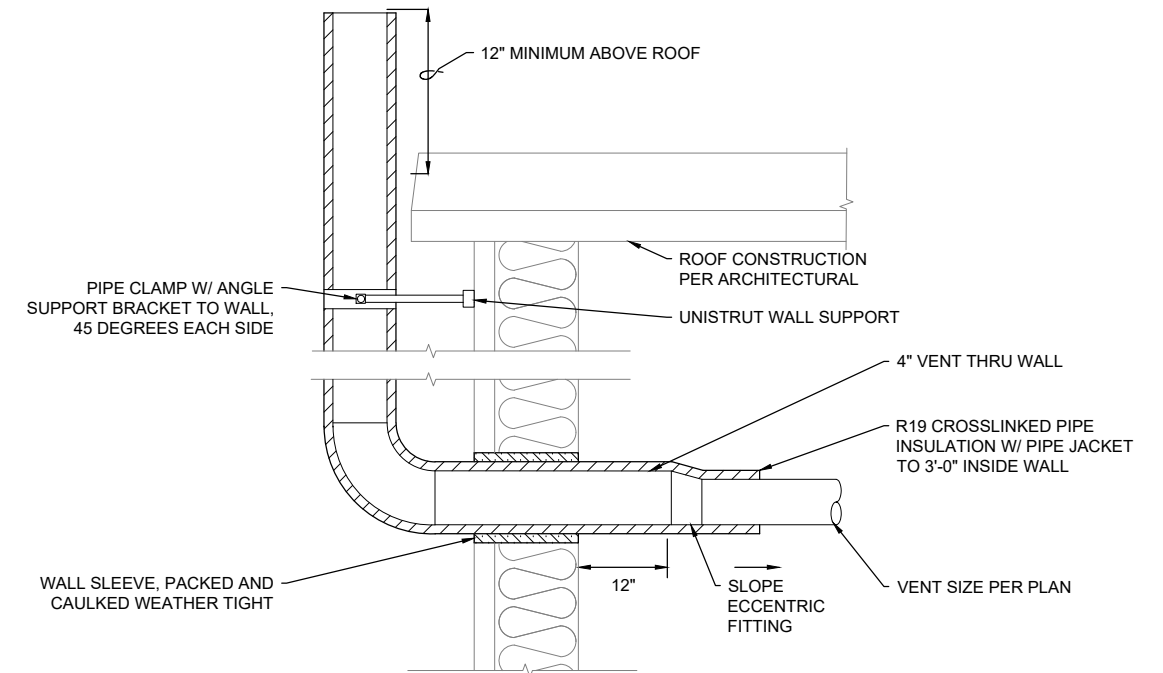 12" MINIMUM ABOVE ROOF
ROOF CONSTRUCTION
PER ARCHITECTURAL
PIPE CLAMP W/ ANGLE
SUPPORT BRACKET TO WALL,
45 DEGREES EACH SIDE
UNISTRUT WALL SUPPORT
4" VENT THRU WALL
R19 CROSSLINKED PIPE
INSULATION W/ PIPE JACKET
TO 3'-0" INSIDE WALL
WALL SLEEVE, PACKED AND
CAULKED WEATHER TIGHT
12"
SLOPE
ECCENTRIC
FITTING
VENT SIZE PER PLAN